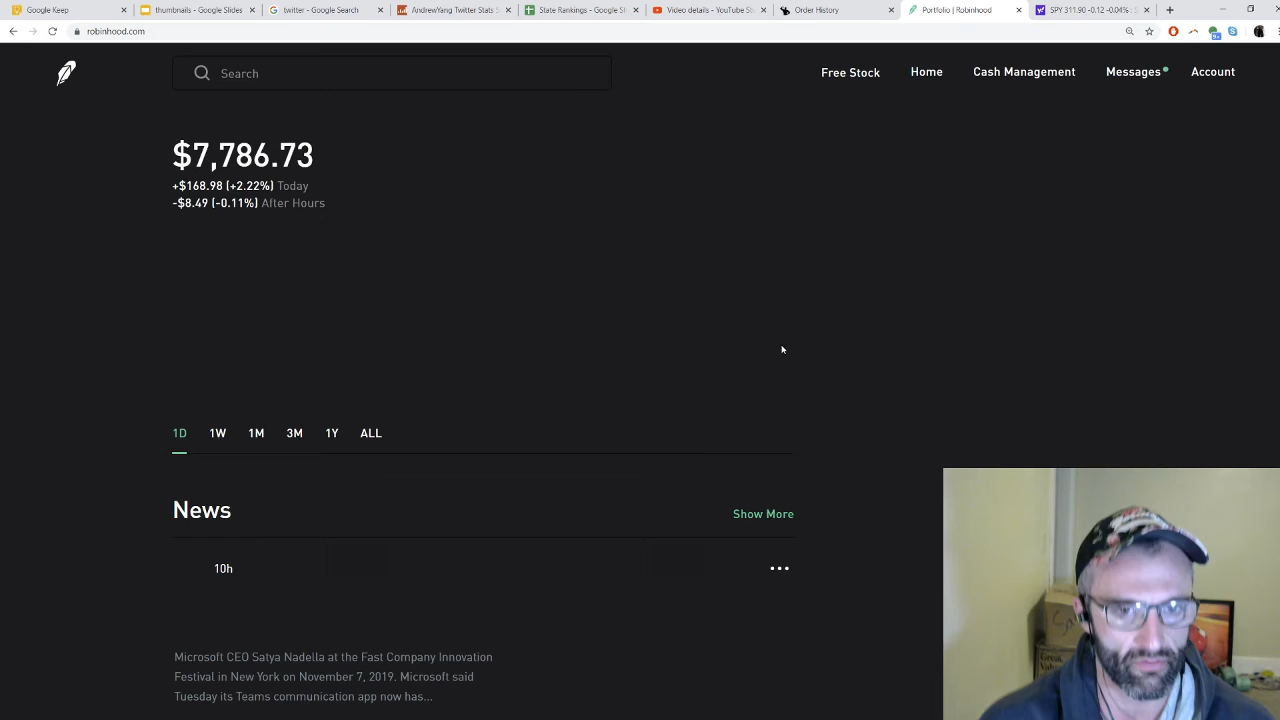 Google Keep
thumbnails - Google Slides
twitter - Google Search
AndrewYang Twitter Stats S
State Rankings - Google Sh
Video details - YouTube St
Order History
Portfolio | Robinhood
SPY 311.90 -0.12 -0.04% : S
robinhood.com
9+
Search
Free Stock
Home
Cash Management
Messages
Account
$7,786.73
+$168.98 (+2.22%) Today
-$8.49 (-0.11%) After Hours
1D
1W
1M
3M
1Y
ALL
News
Show More
10h
Microsoft CEO Satya Nadella at the Fast Company Innovation
Festival in New York on November 7, 2019. Microsoft said
Tuesday its Teams communication app now has...